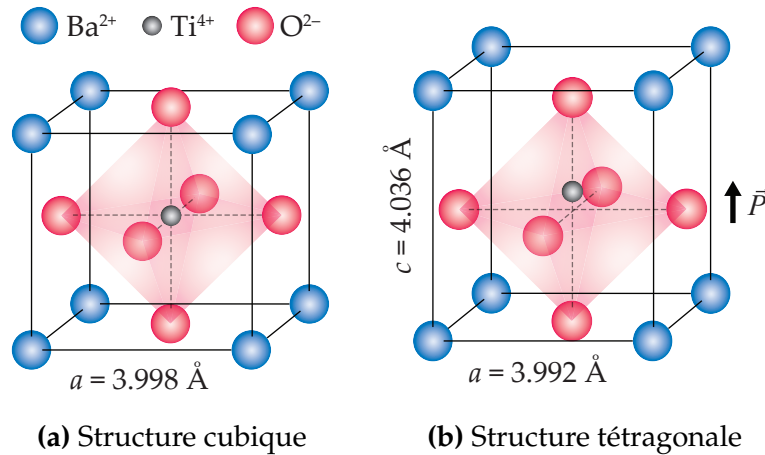 Ba²⁺ Ti⁴⁺ O²⁻
c = 4.036 Å
P̄
a = 3.998 Å
a = 3.992 Å
(a) Structure cubique
(b) Structure tétragonale